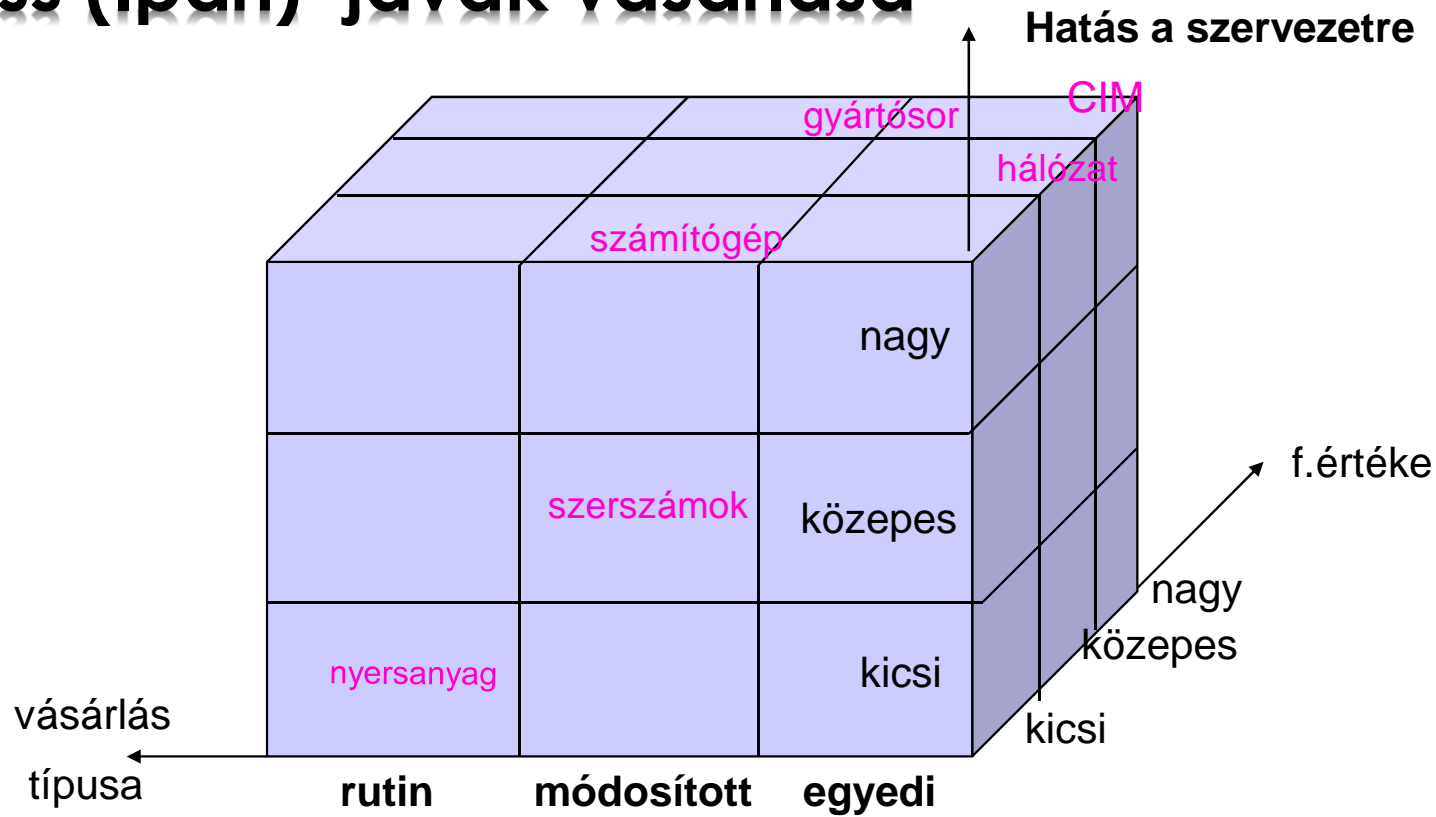 javak
Hatás a szervezetre
CIM
gyártósor
hálózat
számítógép
nagy
f.értéke
szerszámok
közepes
nagy
közepes
nyersanyag
kicsi
kicsi
vásárlás
típusa
rutin módosított egyedi